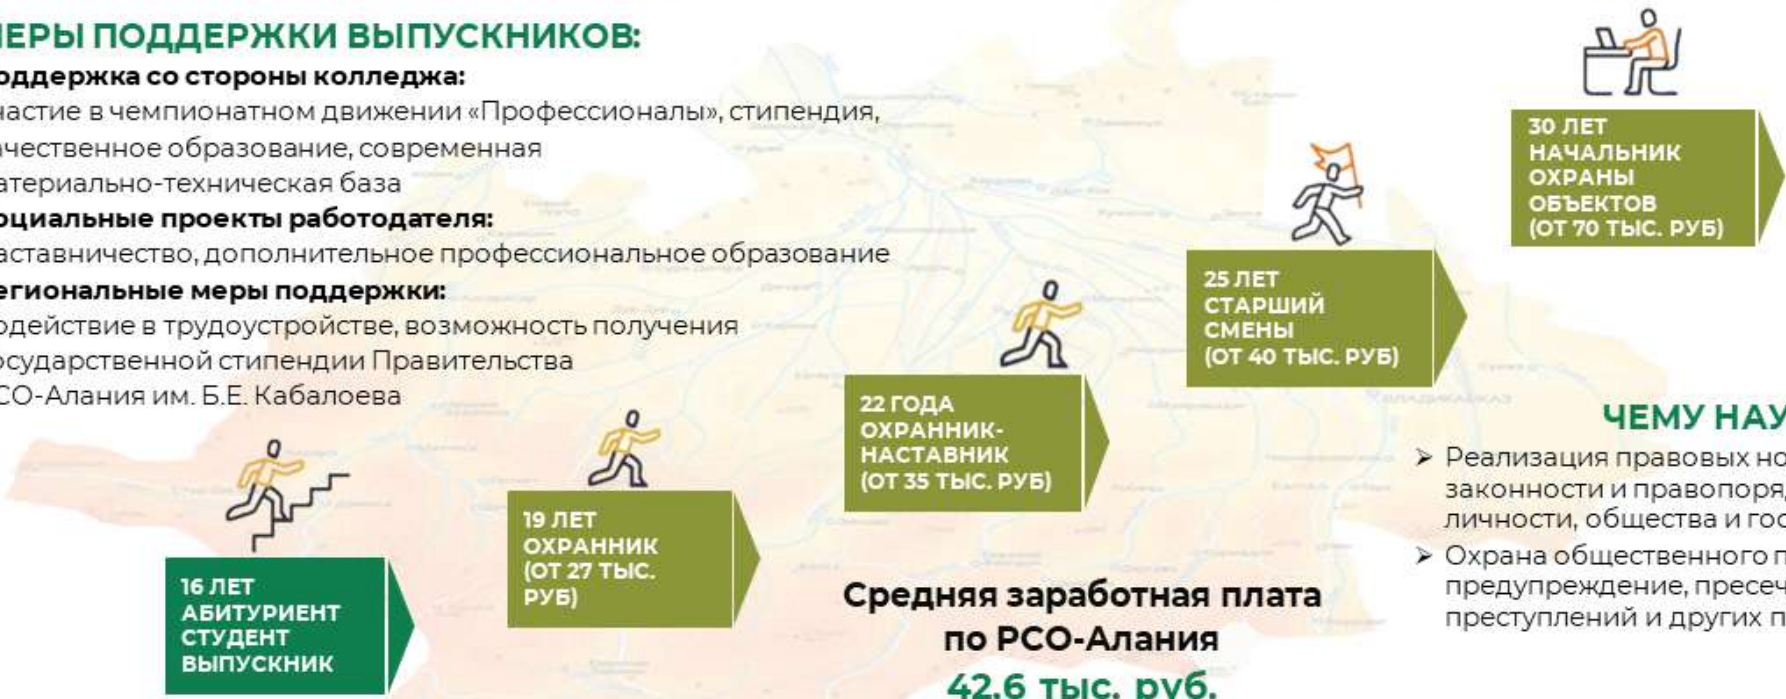 ЕРЫ ПОДДЕРЖКИ ВЫПУСКНИКОВ:
оддержка со стороны колледжа:
частие в чемпионатном движении «Профессионалы», стипендия,
ачественное образование, современная
атериально-техническая база
оциальные проекты работодателя:
аставничество, дополнительное профессиональное образование
егиональные меры поддержки:
одействие в трудоустройстве, возможность получения
осударственной стипендии Правительства
СО-Алания им. Б.Е. Кабалоева
16 ЛЕТ
АБИТУРИЕНТ
СТУДЕНТ
ВЫПУСКНИК
19 ЛЕТ
ОХРАННИК
(ОТ 27 ТЫС.
РУБ)
22 ГОДА
ОХРАННИК-
НАСТАВНИК
(ОТ 35 ТЫС. РУБ)
25 ЛЕТ
СТАРШИЙ
СМЕНЫ
(ОТ 40 ТЫС. РУБ)
30 ЛЕТ
НАЧАЛЬНИК
ОХРАНЫ
ОБЪЕКТОВ
(ОТ 70 ТЫС. РУБ)
Средняя заработная плата
по РСО-Алания
42,6 тыс. руб.
ЧЕМУ НАУ
➢ Реализация правовых но
законности и правопоря
личности, общества и гос
➢ Охрана общественного п
предупреждение, пресеч
преступлений и других п